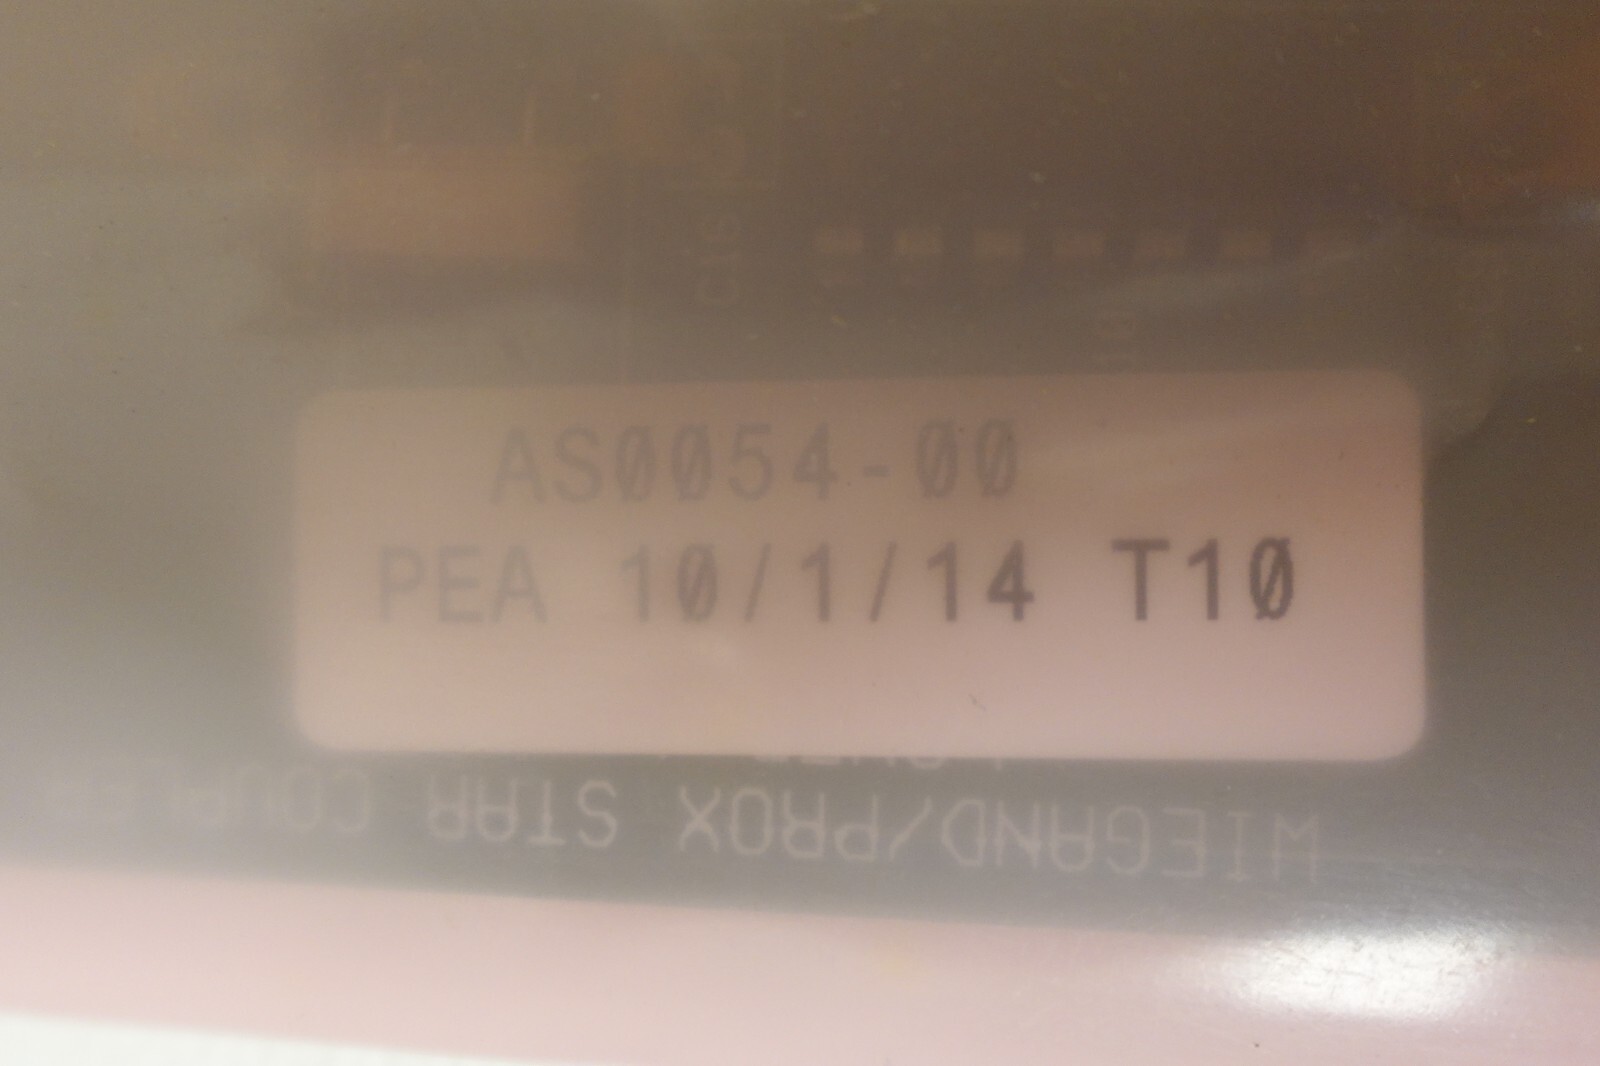 AS0054-00
PEA 10/1/14 T10
WIEGAND/PROX STAR COUPLER